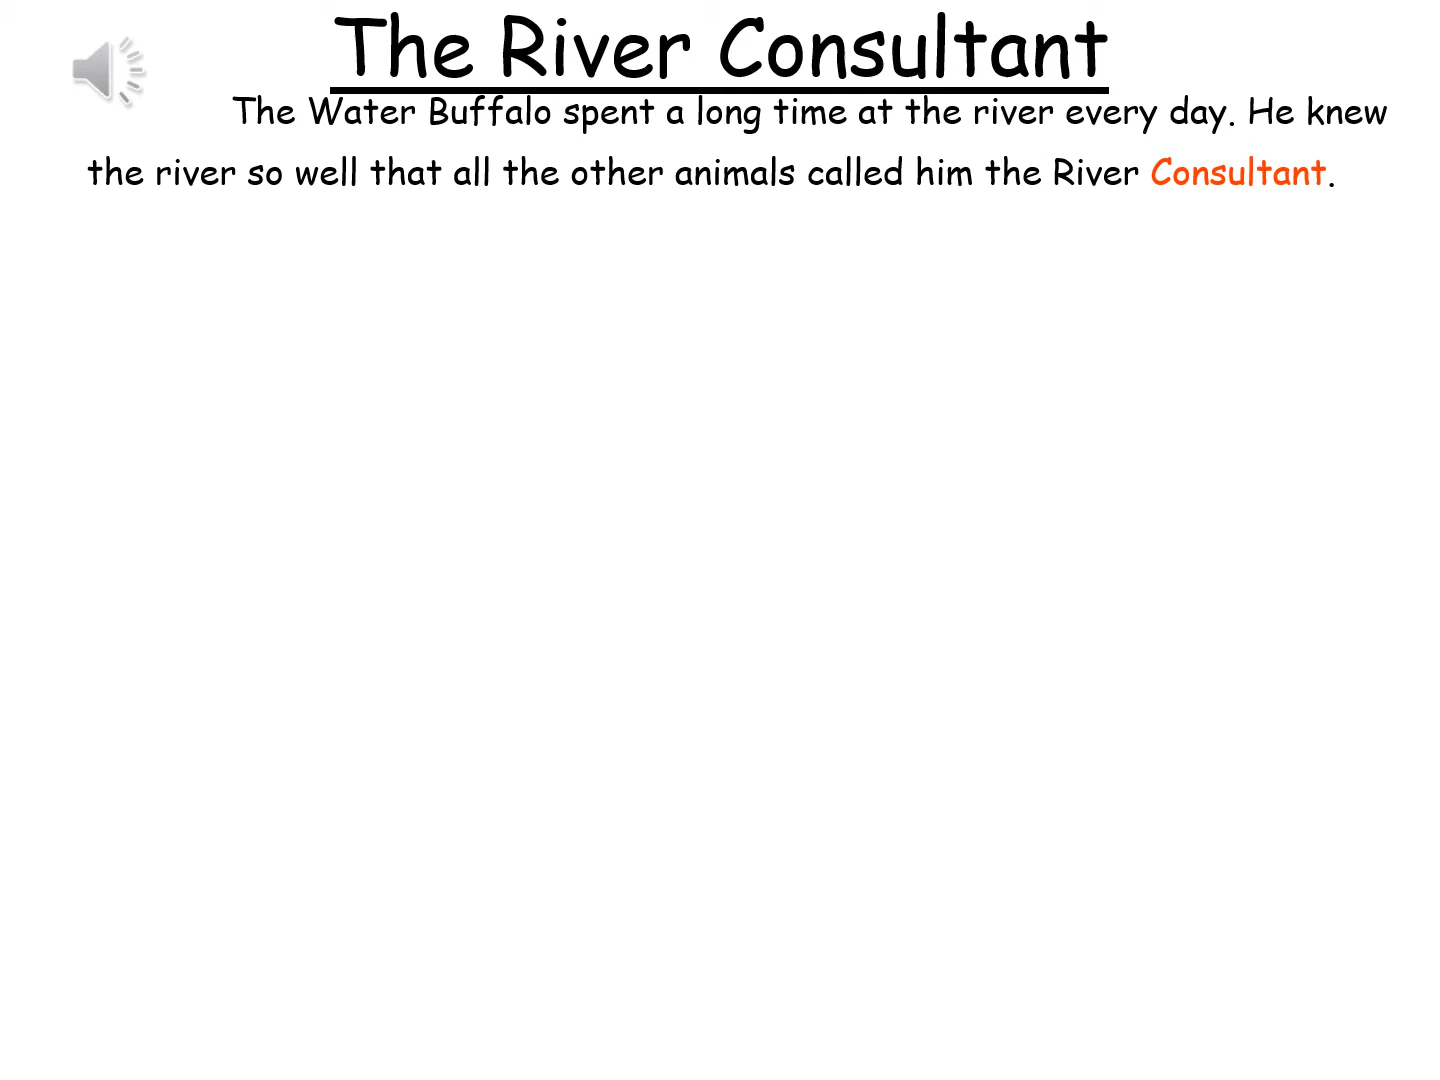 The River Consultant
The Water Buffalo spent a long time at the river every day. He knew
the river so well that all the other animals called him the River Consultant.